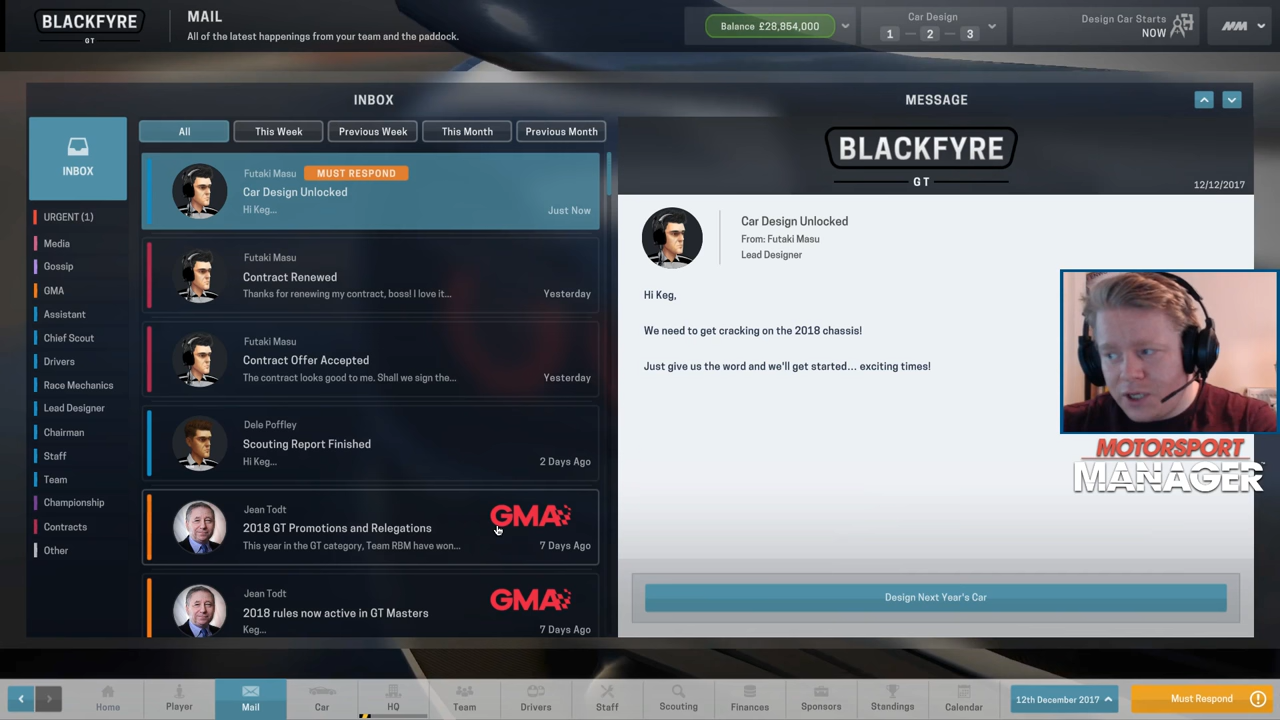 BLACKFYRE
GT
MAIL
All of the latest happenings from your team and the paddock.
Balance £28,854,000
Car Design
1 2 3
Design Car Starts
NOW
INBOX
MESSAGE
INBOX
URGENT (1)
Media
Gossip
GMA
Assistant
Chief Scout
Drivers
Race Mechanics
Lead Designer
Chairman
Staff
Team
Championship
Contracts
Other
All
This Week
Previous Week
This Month
Previous Month
Futaki Masu
MUST RESPOND
Car Design Unlocked
Hi Keg...
Just Now
Futaki Masu
Contract Renewed
Thanks for renewing my contract, boss! I love it...
Yesterday
Futaki Masu
Contract Offer Accepted
The contract looks good to me. Shall we sign the...
Yesterday
Dele Poffley
Scouting Report Finished
Hi Keg...
2 Days Ago
Jean Todt
2018 GT Promotions and Relegations
This year in the GT category, Team RBM have won...
GMA
7 Days Ago
Jean Todt
2018 rules now active in GT Masters
Keg...
GMA
7 Days Ago
BLACKFYRE
GT
12/12/2017
Car Design Unlocked
From: Futaki Masu
Lead Designer
Hi Keg,
We need to get cracking on the 2018 chassis!
Just give us the word and we'll get started... exciting times!
Design Next Year's Car
MOTORSPORT
MANAGER
Home
Player
Mail
Car
HQ
Team
Drivers
Staff
Scouting
Finances
Sponsors
Standings
Calendar
12th December 2017
Must Respond